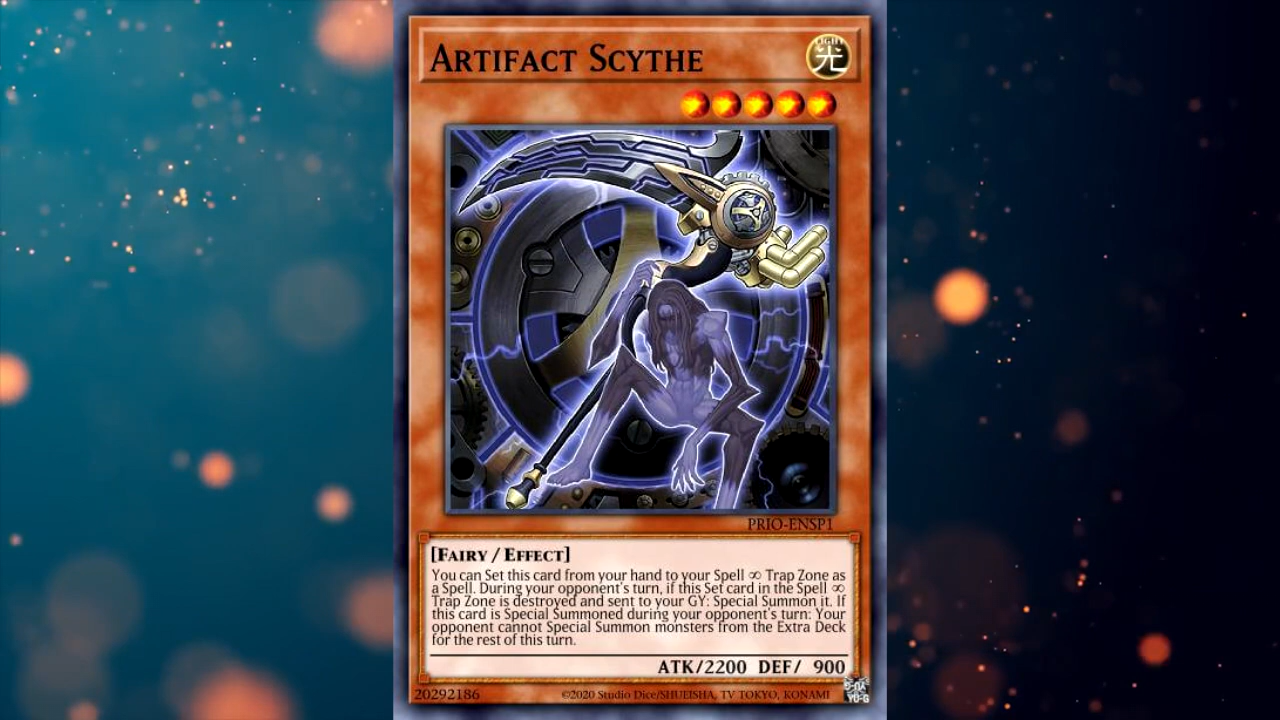 ARTIFACT SCYTHE
LIGHT
光
PRIO-ENSP1
[FAIRY / EFFECT]
You can Set this card from your hand to your Spell ∞ Trap Zone as
a Spell. During your opponent's turn, if this Set card in the Spell ∞
Trap Zone is destroyed and sent to your GY: Special Summon it. If
this card is Special Summoned during your opponent's turn: Your
opponent cannot Special Summon monsters from the Extra Deck
for the rest of this turn.
ATK/2200 DEF/ 900
20292186
©2020 Studio Dice/SHUEISHA, TV TOKYO, KONAMI